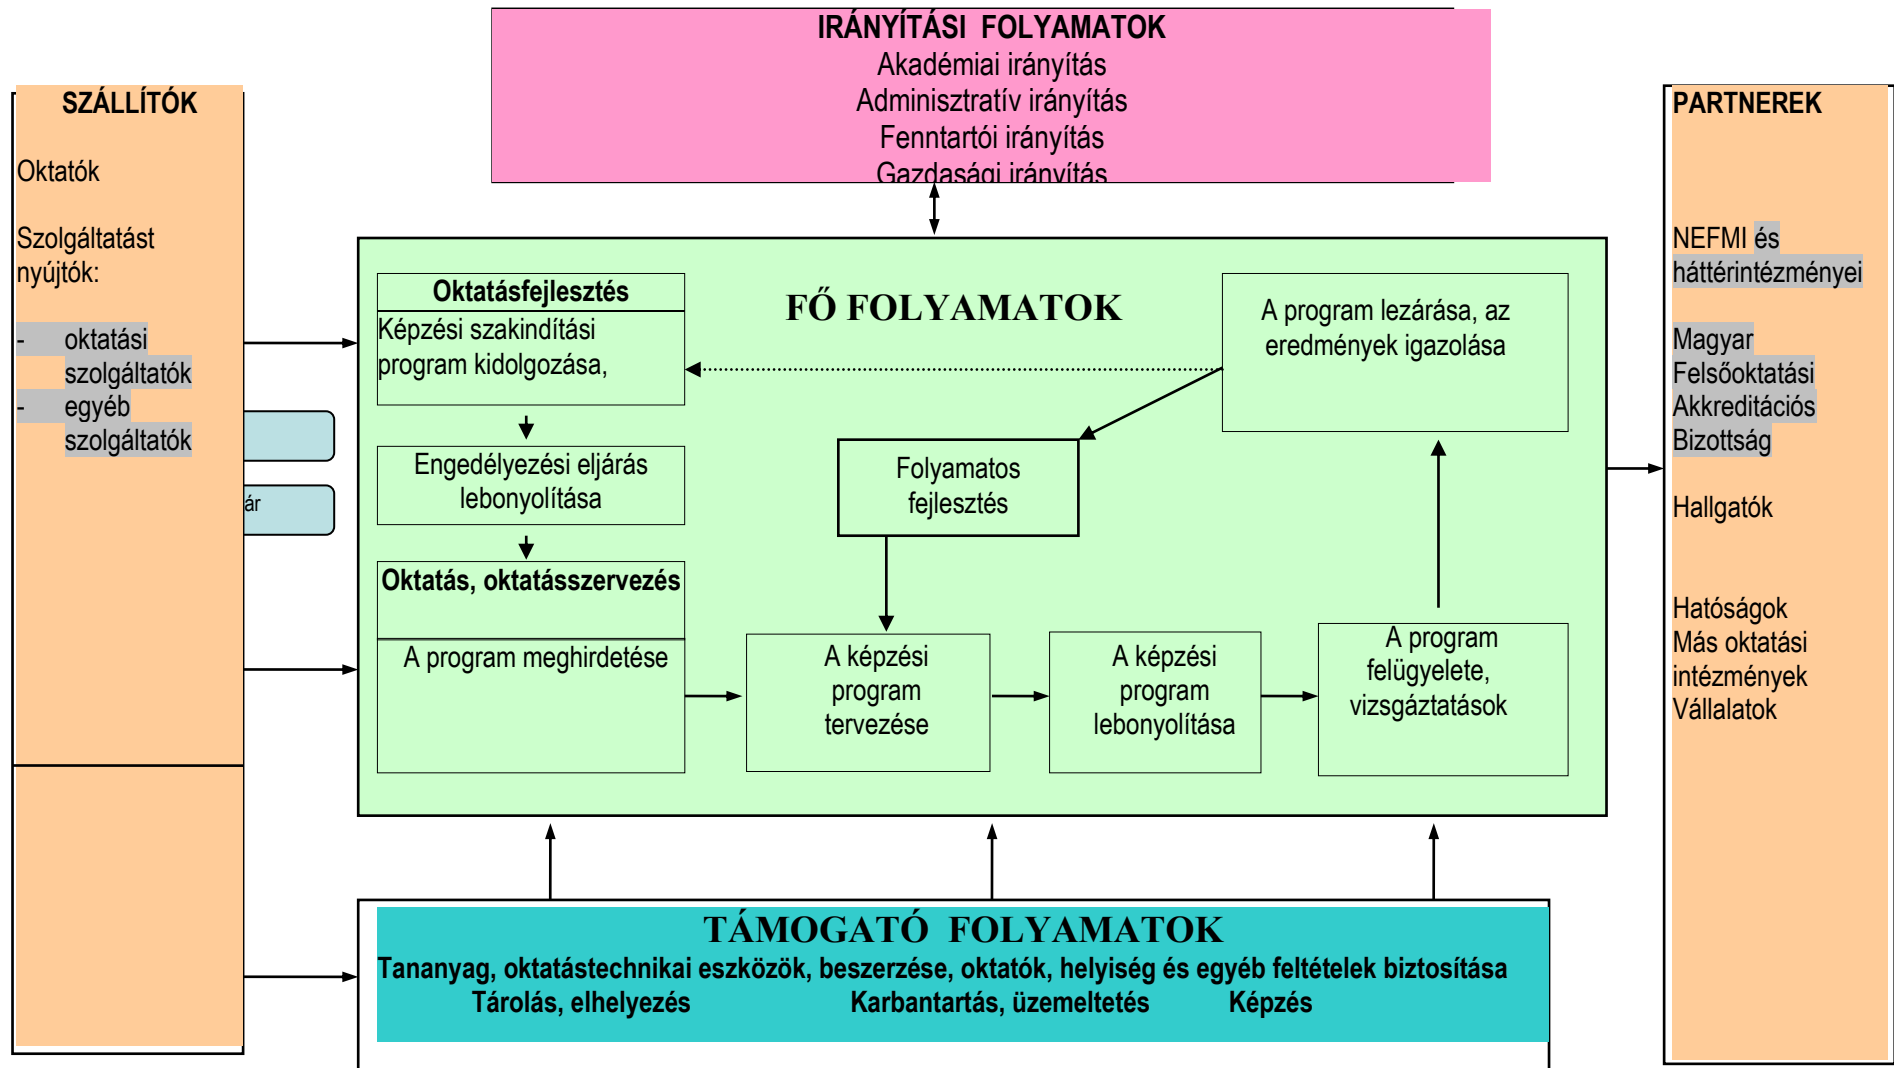 IRÁNYÍTÁSI FOLYAMATOK
Akadémiai irányítás
Adminisztratív irányítás
Fenntartói irányítás
Gazdasági irányítás
SZÁLLÍTÓK
Oktatók
Szolgáltatást
nyújtók:
- oktatási
szolgáltatók
- egyéb
szolgáltatók
ár
FŐ FOLYAMATOK
Oktatásfejlesztés
Képzési szakindítási
program kidolgozása,
Engedélyezési eljárás
lebonyolítása
Oktatás, oktatásszervezés
A program meghirdetése
A képzési
program
tervezése
A képzési
program
lebonyolítása
A program
felügyelete,
vizsgáztatások
A program lezárása, az
eredmények igazolása
Folyamatos
fejlesztés
PARTNEREK
NEFMI és
háttérintézményei
Magyar
Felsőoktatási
Akkreditációs
Bizottság
Hallgatók
Hatóságok
Más oktatási
intézmények
Vállalatok
TÁMOGATÓ FOLYAMATOK
Tananyag, oktatástechnikai eszközök, beszerzése, oktatók, helyiség és egyéb feltételek biztosítása
Tárolás, elhelyezés Karbantartás, üzemeltetés Képzés